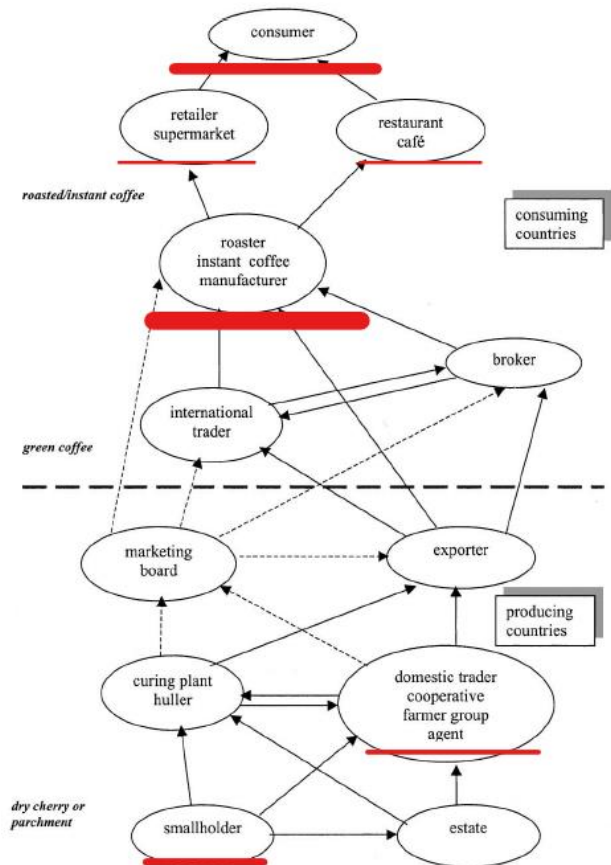 consumer
retailer
supermarket
restaurant
café
roasted/instant coffee
consuming
countries
roaster
instant coffee
manufacturer
broker
international
trader
green coffee
marketing
board
exporter
producing
countries
curing plant
huller
domestic trader
cooperative
farmer group
agent
dry cherry or
parchment
smallholder
estate